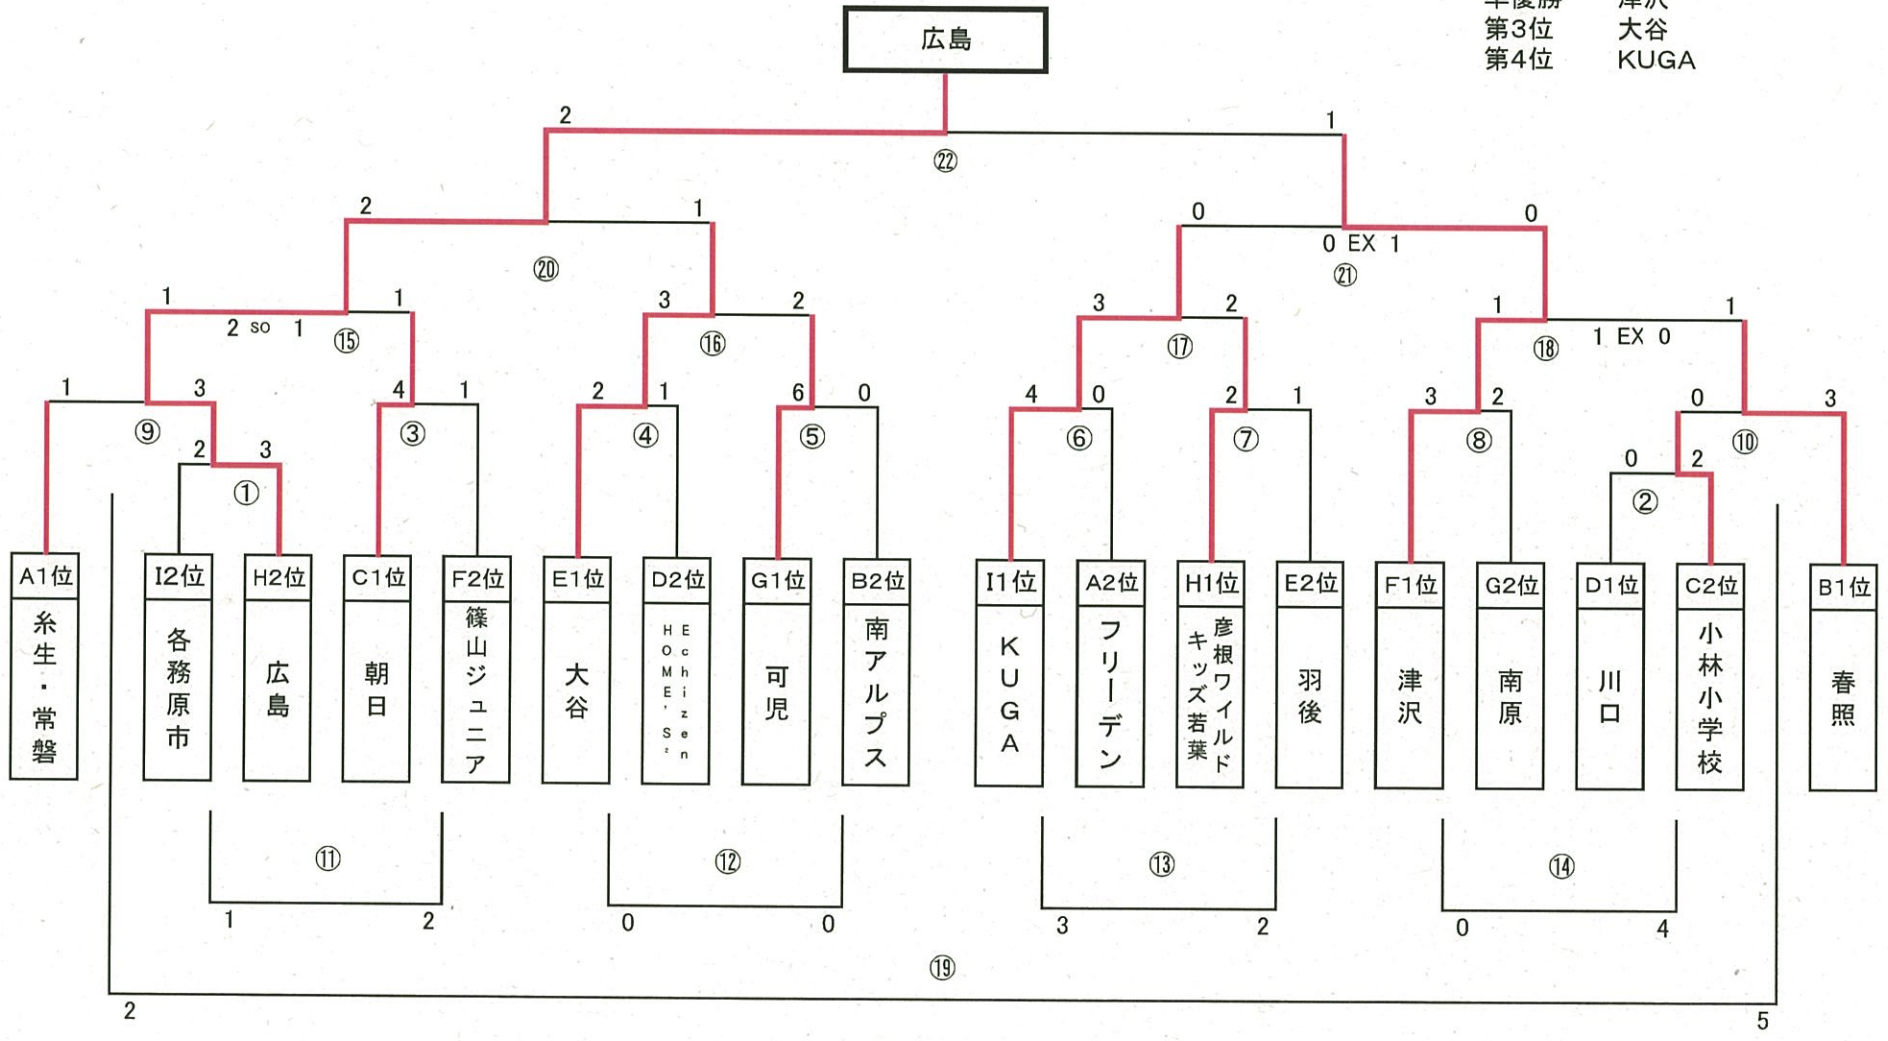 準優勝 津沢
第3位 大谷
第4位 KUGA
広島
2 1
㉒
2 1
⑳
0 0
0 EX 1
㉑
1 1
2 so 1
⑮
3 2
⑯
3 2
⑰
1 1
1 EX 0
⑱
1 3
⑨
4 1
③
2 1
④
6 0
⑤
4 0
⑥
2 1
⑦
3 2
⑧
0 3
⑩
2 3
①
0 2
②
A1位
糸生・常磐
I2位
各務原市
H2位
広島
C1位
朝日
F2位
篠山ジュニア
E1位
大谷
D2位
Echizen
HOME'S
G1位
可児
B2位
南アルプス
I1位
KUGA
A2位
フリーデン
H1位
彦根ワイルド
キッズ若葉
E2位
羽後
F1位
津沢
G2位
南原
D1位
川口
C2位
小林小学校
B1位
春照
⑪
1 2
⑫
0 0
⑬
3 2
⑭
0 4
⑲
2 5